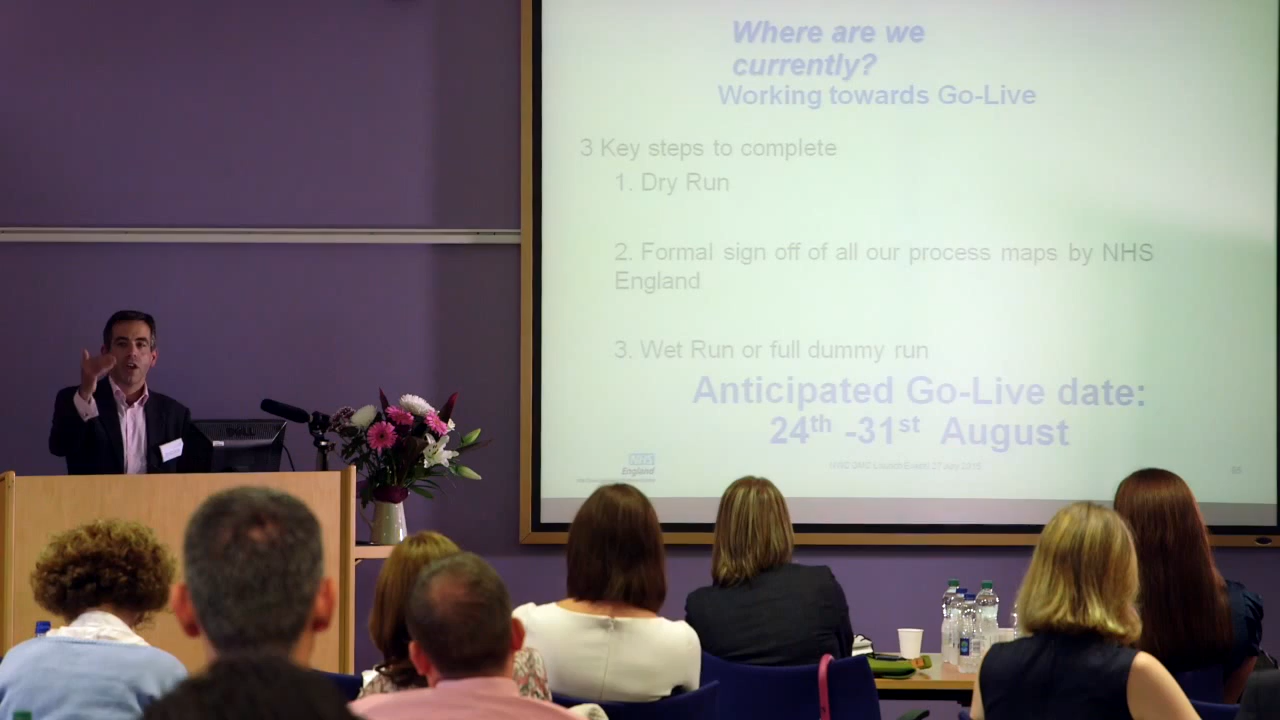 Where are we
currently?
Working towards Go-Live
3 Key steps to complete
1. Dry Run
2. Formal sign off of all our process maps by NHS
England
3. Wet Run or full dummy run
Anticipated Go-Live date:
24th -31st August
NHS
England
DELL